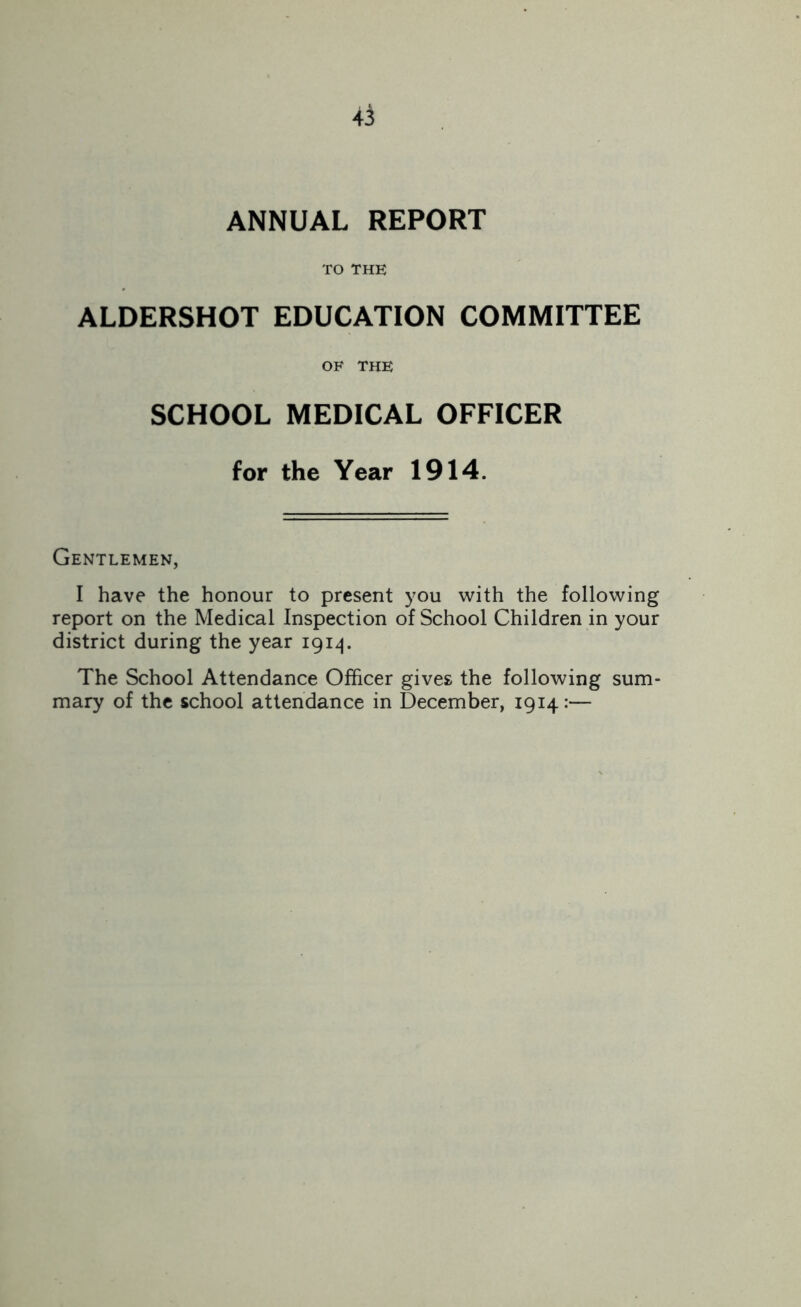 43
ANNUAL REPORT
TO THE
ALDERSHOT EDUCATION COMMITTEE
OF THE
SCHOOL MEDICAL OFFICER
for the Year 1914.
GENTLEMEN,
I have the honour to present you with the following
report on the Medical Inspection of School Children in your
district during the year 1914.
The School Attendance Officer gives the following sum-
mary of the school attendance in December, 1914:—